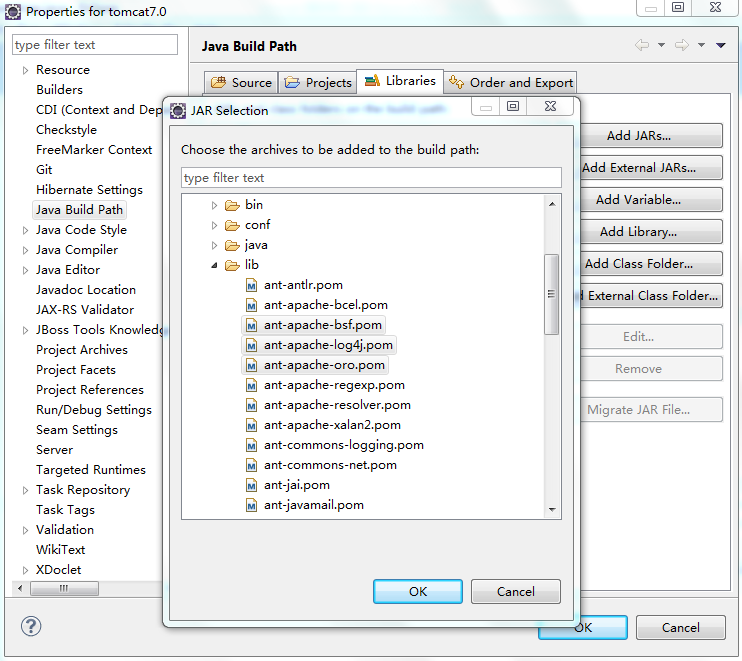 Properties for tomcat7.0
type filter text
Resource
Builders
CDI (Context and Dep
Checkstyle
FreeMarker Context
Git
Hibernate Settings
Java Build Path
Java Code Style
Java Compiler
Java Editor
Javadoc Location
JAX-RS Validator
JBoss Tools Knowledg
Project Archives
Project Facets
Project References
Run/Debug Settings
Seam Settings
Server
Targeted Runtimes
Task Repository
Task Tags
Validation
WikiText
XDoclet
Java Build Path
Source
Projects
Libraries
Order and Export
Add JARs...
Add External JARs...
Add Variable...
Add Library...
Add Class Folder...
External Class Folder...
Edit...
Remove
Migrate JAR File...
JAR Selection
Choose the archives to be added to the build path:
type filter text
bin
conf
java
lib
ant-antlr.pom
ant-apache-bcel.pom
ant-apache-bsf.pom
ant-apache-log4j.pom
ant-apache-oro.pom
ant-apache-regexp.pom
ant-apache-resolver.pom
ant-apache-xalan2.pom
ant-commons-logging.pom
ant-commons-net.pom
ant-jai.pom
ant-javamail.pom
OK
Cancel
OK
Cancel